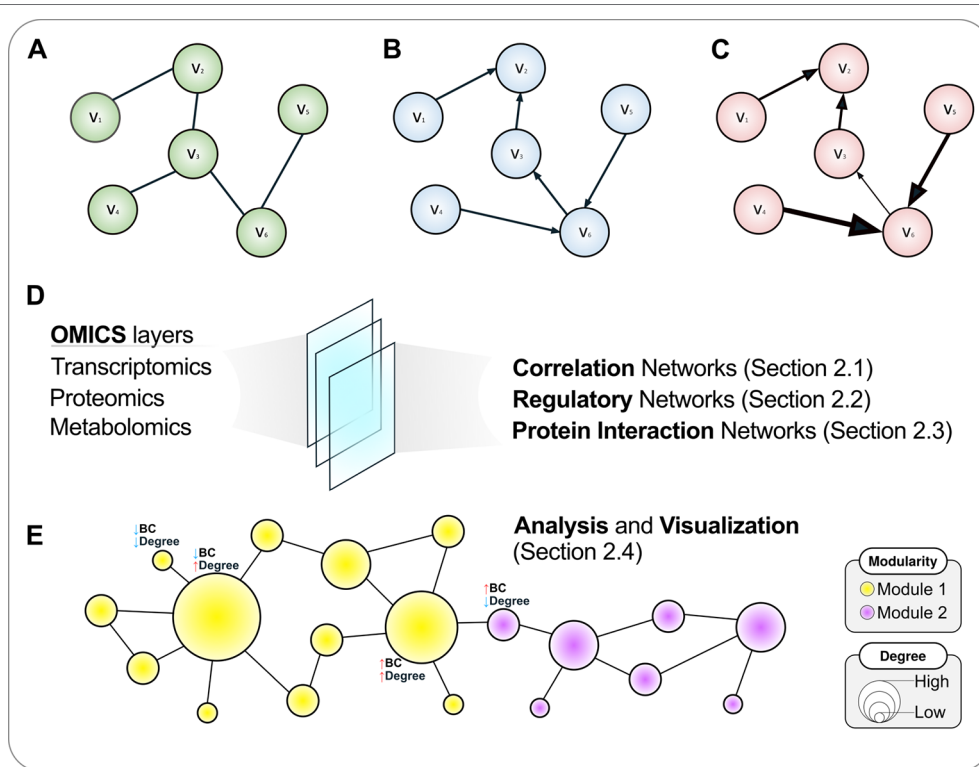 A
V₁
V₂
V₃
V₄
V₅
V₆
B
V₁
V₂
V₃
V₄
V₅
V₆
C
V₁
V₂
V₃
V₄
V₅
V₆
D
OMICS layers
Transcriptomics
Proteomics
Metabolomics
Correlation Networks (Section 2.1)
Regulatory Networks (Section 2.2)
Protein Interaction Networks (Section 2.3)
E
Analysis and Visualization
(Section 2.4)
↓BC
↓Degree
↓BC
↑Degree
↑BC
↓Degree
↑BC
↑Degree
Modularity
Module 1
Module 2
Degree
High
Low